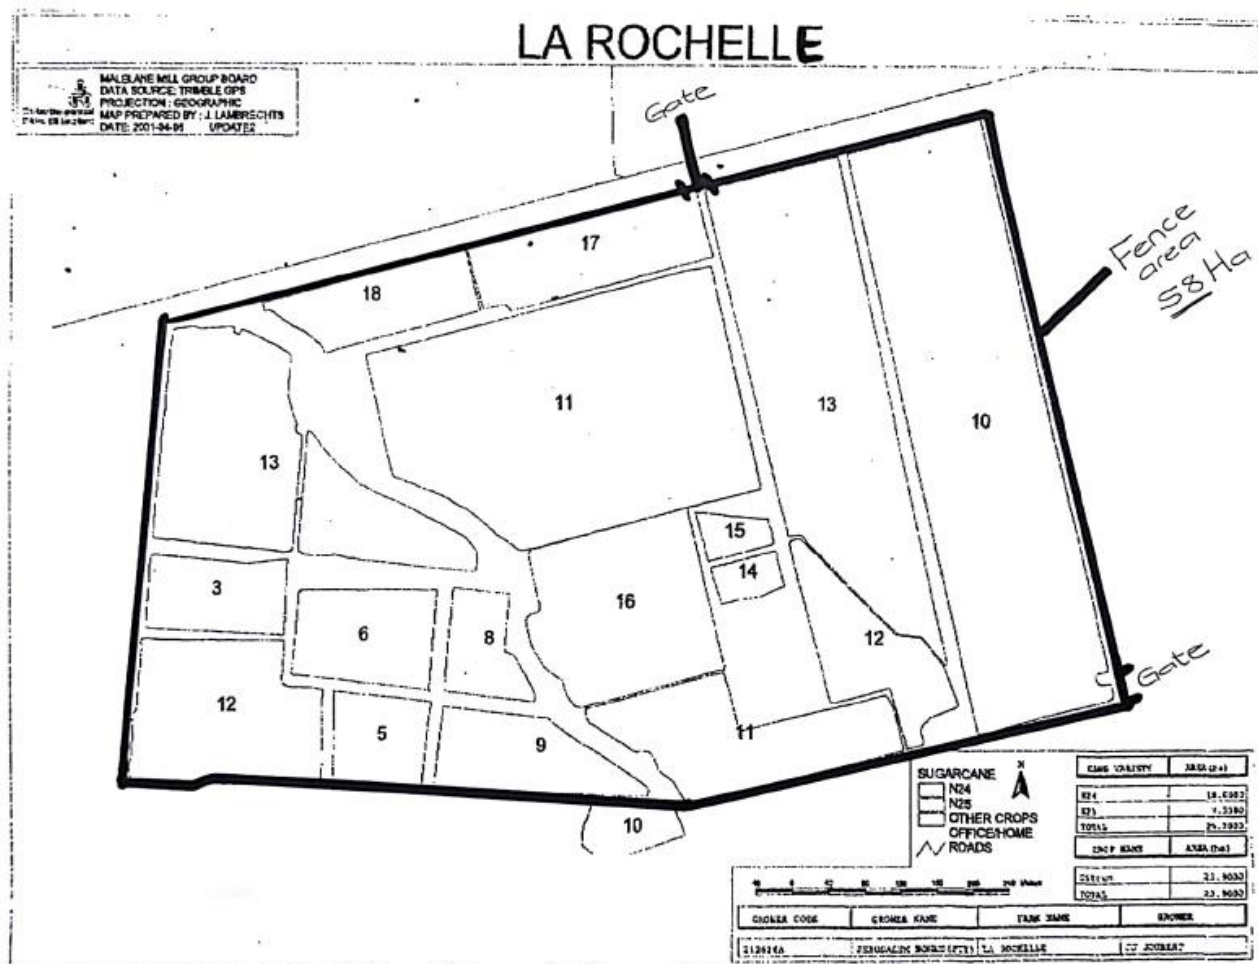 LA ROCHELLE
MALELANE MILL GROUP BOARD
DATA SOURCE: TRIMBLE GPS
PROJECTION : GEOGRAPHIC
MAP PREPARED BY : J. LAMBRECHTS
DATE: 2001-04-05 UPDATE2
Gate
Fence
area
58 Ha
17
18
11
13
10
13
15
14
3
16
6
8
12
12
5
9
11
Gate
10
SUGARCANE
N24
N25
OTHER CROPS
OFFICE/HOME
ROADS
N
CANE VARIETY AREA(ha)
N24
N25
TOTAL
CROP NAME AREA(ha)
TOTAL
GROWER CODE GROWER NAME FARM NAME GROWER
LA ROCHELLE